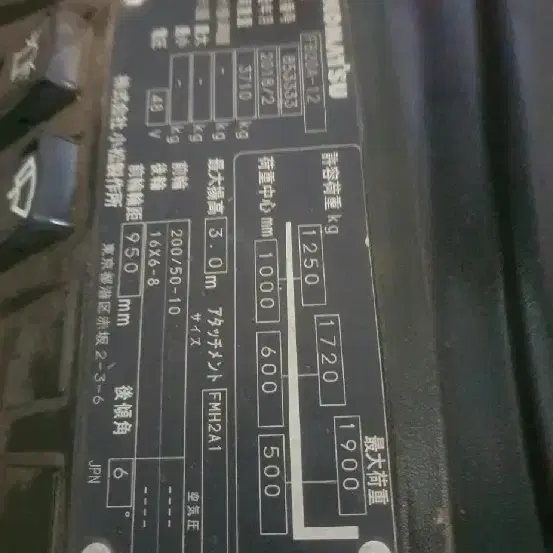 KOMATSU
FB20A-12
853333
2018/2
3710 kg
- kg
- kg
- kg
48 V
最大荷重
許容荷重 kg 1250 1720 1900
荷重中心 mm 1000 600 500
最大揚高 3.0 m アタッチメント FMH2A1
サイズ 空気圧
前輪 200/50-10 ----
後輪 16X6-8 ----
前輪輪距 950 mm 後傾角 6°
株式会社 小松製作所
東京都港区赤坂 2-3-6 JPN